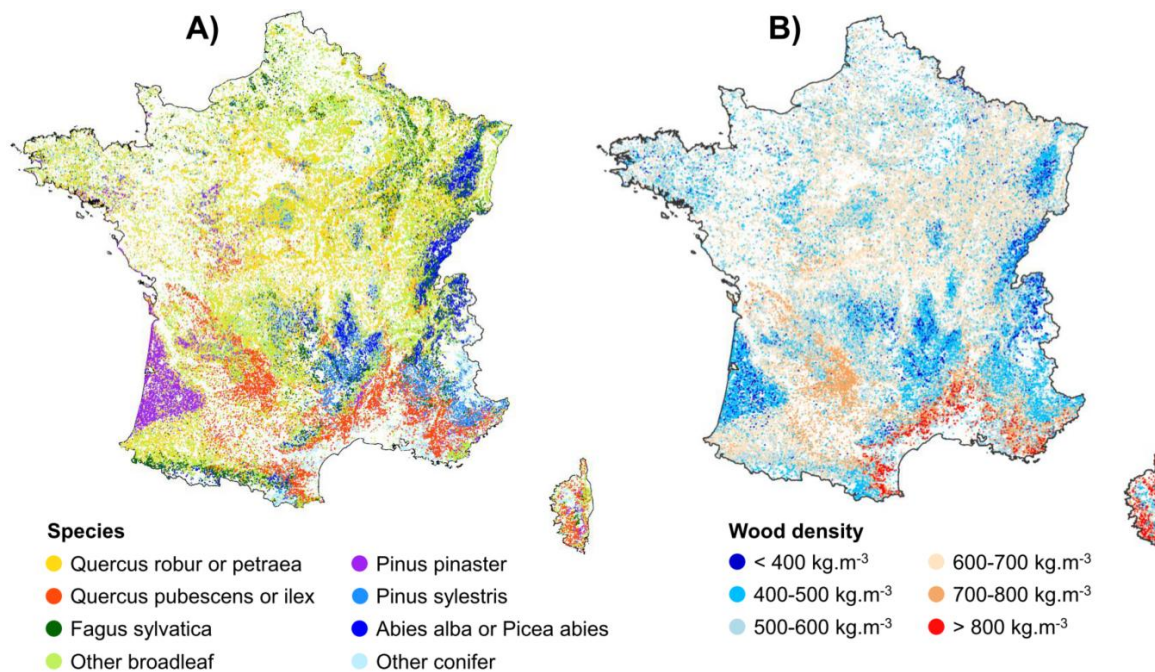 A)
B)
Species
Quercus robur or petraea
Quercus pubescens or ilex
Fagus sylvatica
Other broadleaf
Pinus pinaster
Pinus sylestris
Abies alba or Picea abies
Other conifer
Wood density
< 400 kg.m⁻³
400-500 kg.m⁻³
500-600 kg.m⁻³
600-700 kg.m⁻³
700-800 kg.m⁻³
> 800 kg.m⁻³